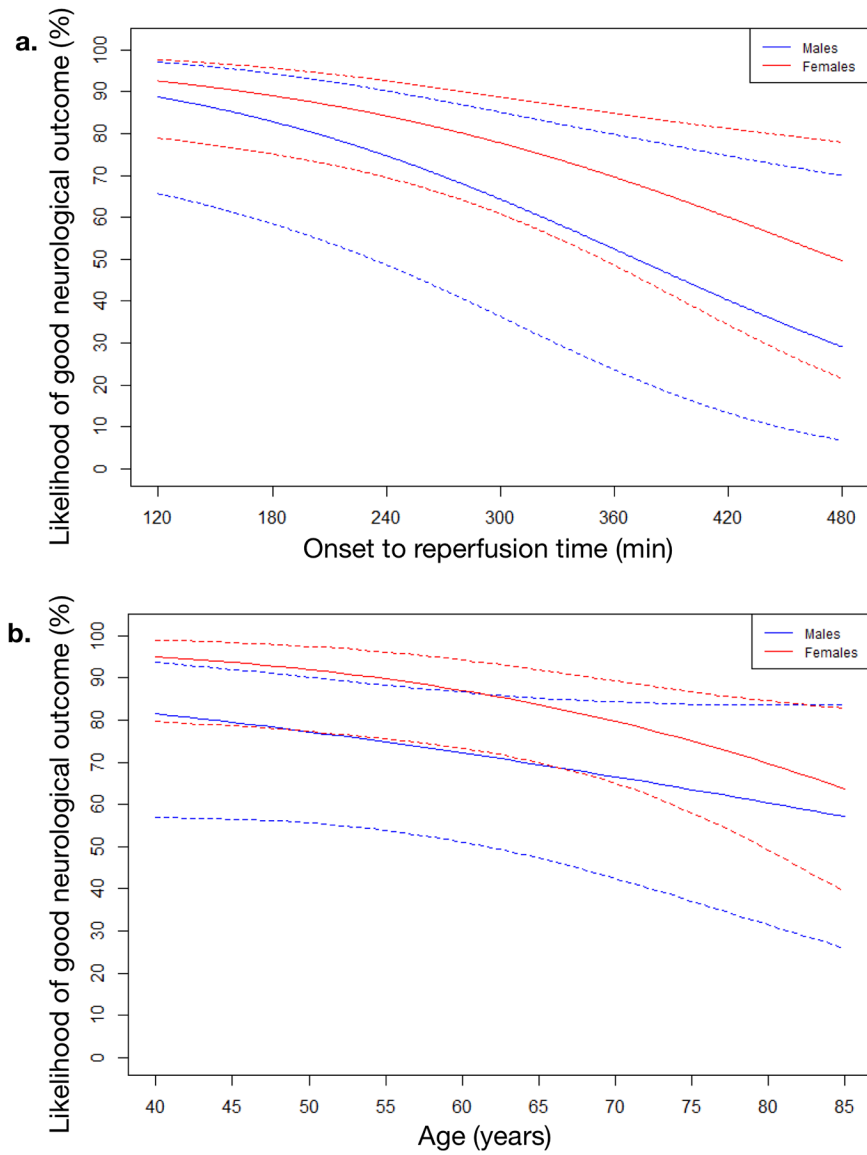 a.
Likelihood of good neurological outcome (%)
100
90
80
70
60
50
40
30
20
10
0
Males
Females
120 180 240 300 360 420 480
Onset to reperfusion time (min)
b.
Likelihood of good neurological outcome (%)
100
90
80
70
60
50
40
30
20
10
0
Males
Females
40 45 50 55 60 65 70 75 80 85
Age (years)